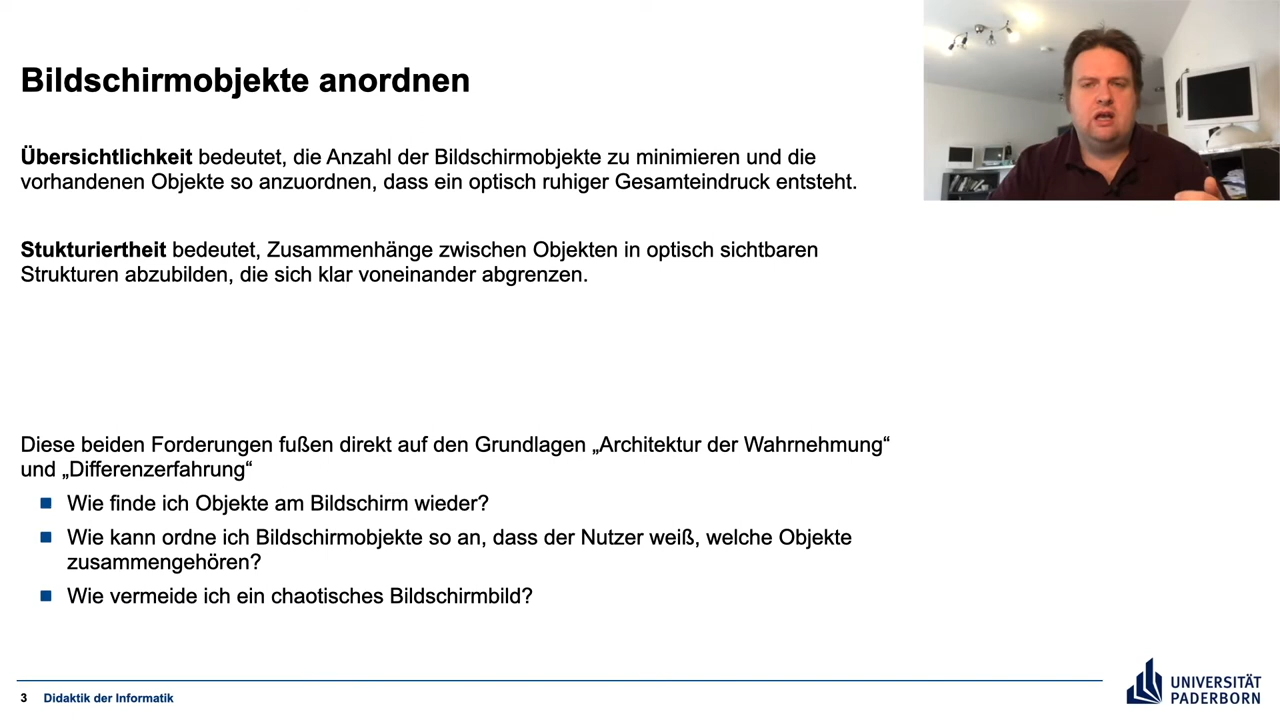 Bildschirmobjekte anordnen
Übersichtlichkeit bedeutet, die Anzahl der Bildschirmobjekte zu minimieren und die
vorhandenen Objekte so anzuordnen, dass ein optisch ruhiger Gesamteindruck entsteht.
Stukturiertheit bedeutet, Zusammenhänge zwischen Objekten in optisch sichtbaren
Strukturen abzubilden, die sich klar voneinander abgrenzen.
Diese beiden Forderungen fußen direkt auf den Grundlagen „Architektur der Wahrnehmung“
und „Differenzerfahrung“
Wie finde ich Objekte am Bildschirm wieder?
Wie kann ordne ich Bildschirmobjekte so an, dass der Nutzer weiß, welche Objekte
zusammengehören?
Wie vermeide ich ein chaotisches Bildschirmbild?
3 Didaktik der Informatik
UNIVERSITÄT
PADERBORN